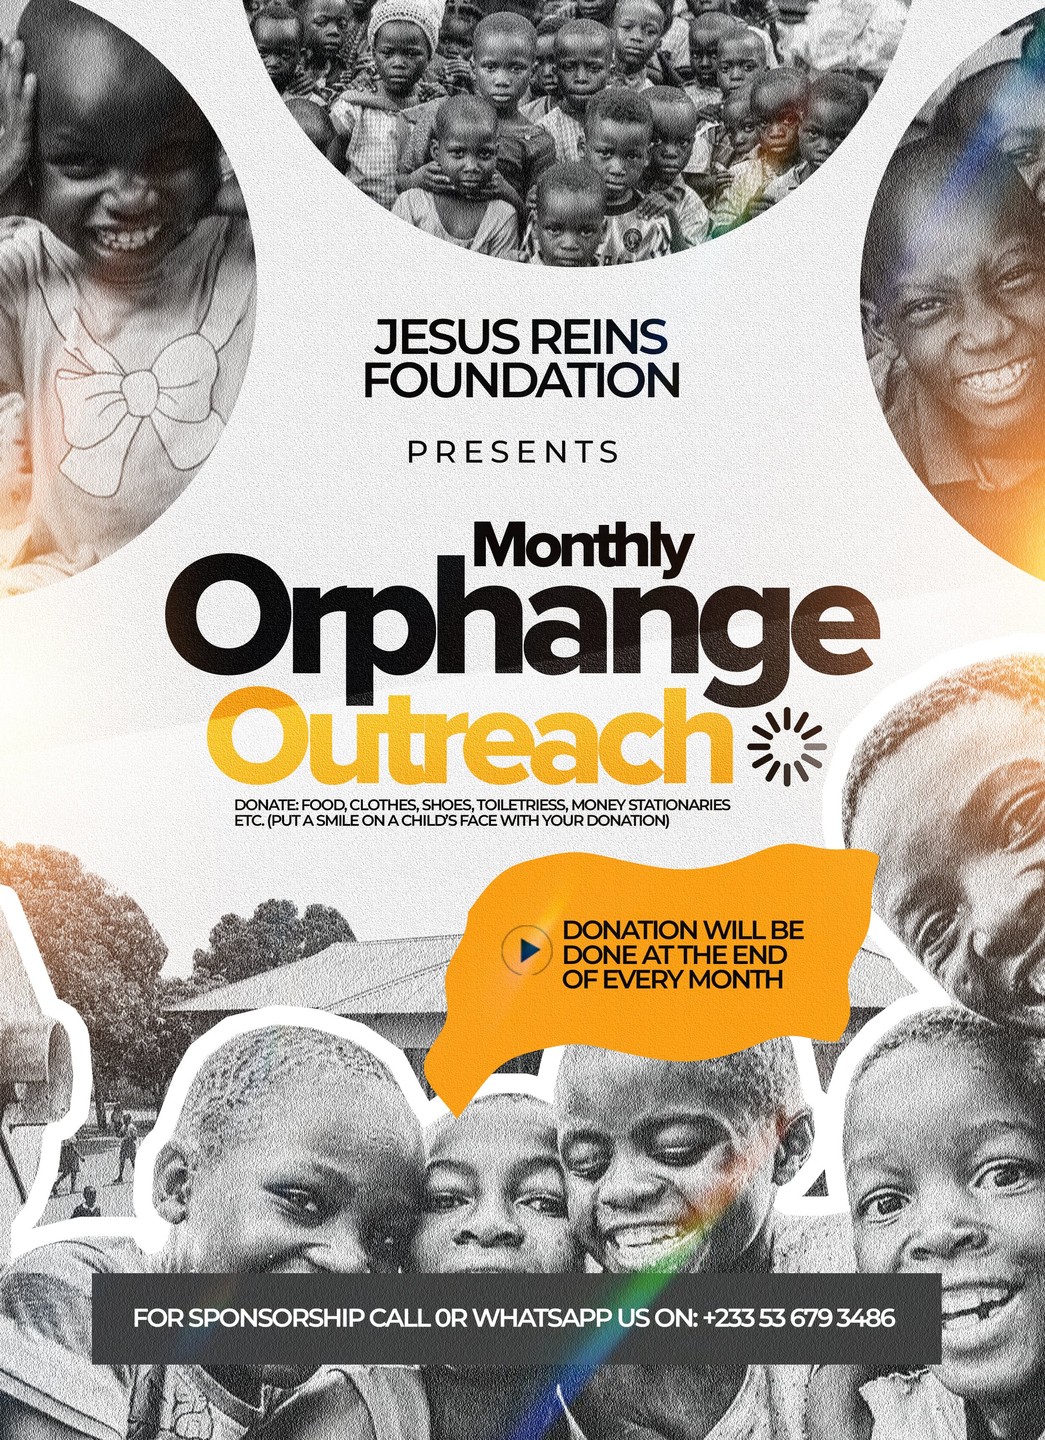 JESUS REINS
FOUNDATION
PRESENTS
Monthly
Orphange
Outreach
DONATE: FOOD, CLOTHES, SHOES, TOILETRIESS, MONEY STATIONARIES
ETC. (PUT A SMILE ON A CHILD'S FACE WITH YOUR DONATION)
DONATION WILL BE
DONE AT THE END
OF EVERY MONTH
FOR SPONSORSHIP CALL 0R WHATSAPP US ON: +233 53 679 3486